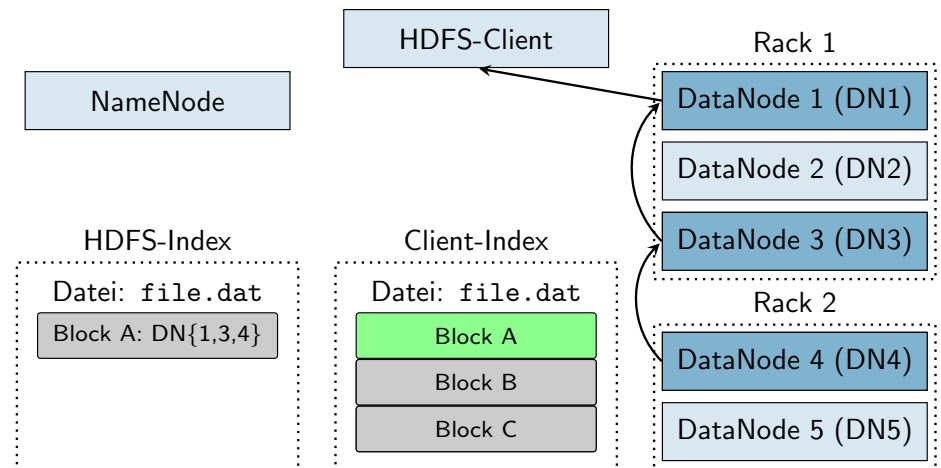 HDFS-Client
NameNode
Rack 1
DataNode 1 (DN1)
DataNode 2 (DN2)
DataNode 3 (DN3)
HDFS-Index
Datei: file.dat
Block A: DN{1,3,4}
Client-Index
Datei: file.dat
Block A
Block B
Block C
Rack 2
DataNode 4 (DN4)
DataNode 5 (DN5)